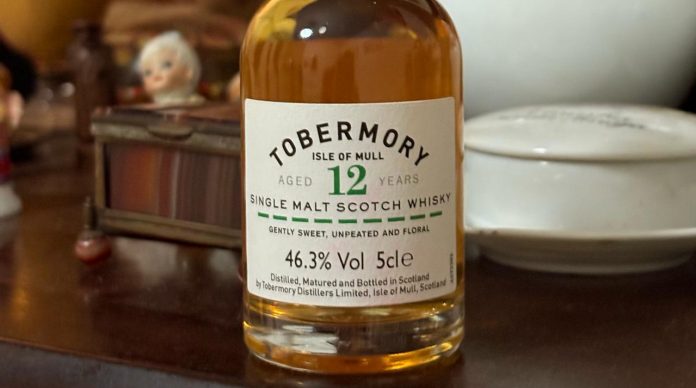 TOBERMORY
ISLE OF MULL
AGED 12 YEARS
SINGLE MALT SCOTCH WHISKY
GENTLY SWEET, UNPEATED AND FLORAL
46.3% Vol 5cl e
Distilled, Matured and Bottled in Scotland
by Tobermory Distillers Limited, Isle of Mull, Scotland